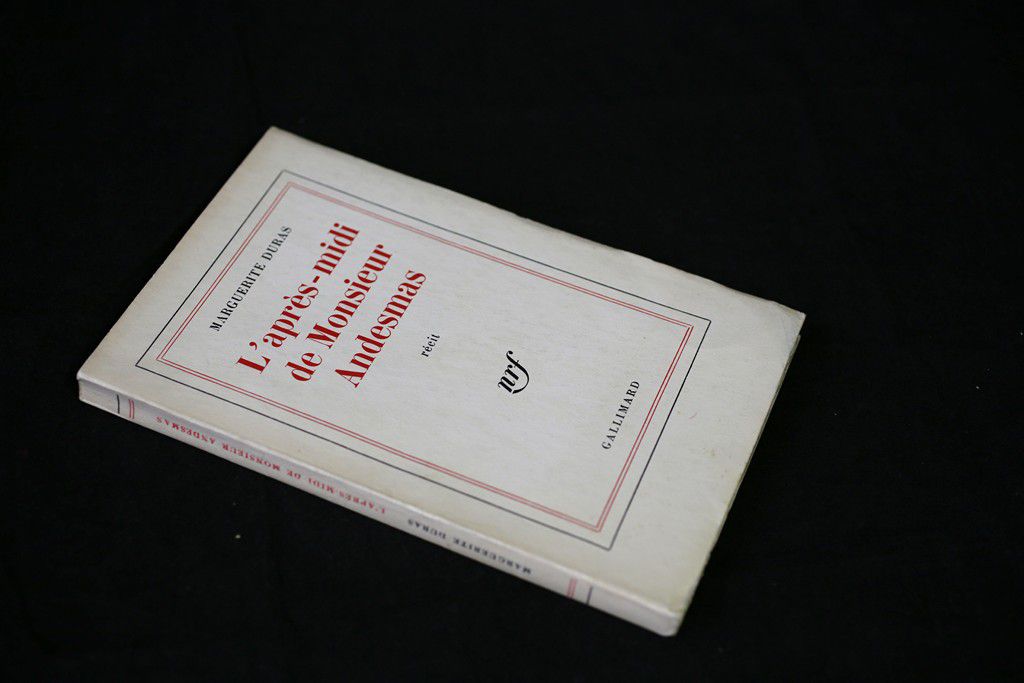 MARGUERITE DURAS
L'après-midi
de Monsieur
Andesmas
récit
nrf
GALLIMARD
MARGUERITE DURAS L'APRÈS-MIDI DE MONSIEUR ANDESMAS